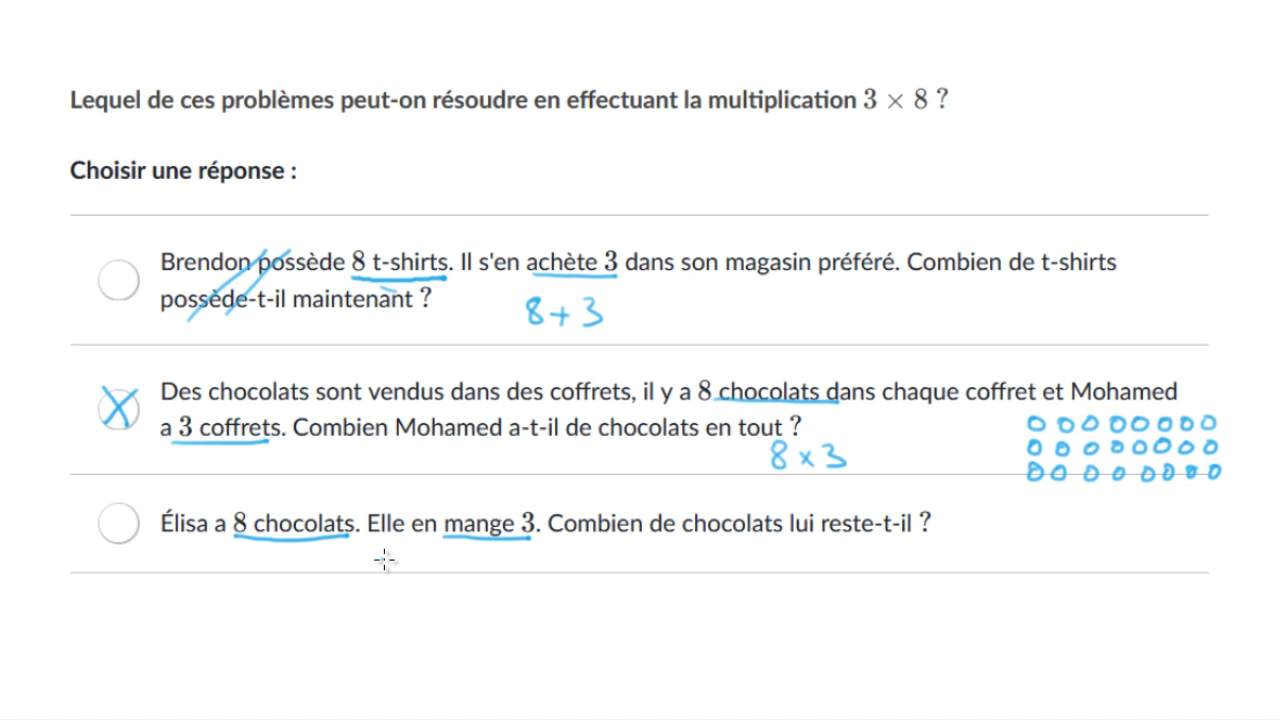 Lequel de ces problèmes peut-on résoudre en effectuant la multiplication 3 × 8 ?
Choisir une réponse :
Brendon possède 8 t-shirts. Il s'en achète 3 dans son magasin préféré. Combien de t-shirts
possède-t-il maintenant ?
8 + 3
Des chocolats sont vendus dans des coffrets, il y a 8 chocolats dans chaque coffret et Mohamed
a 3 coffrets. Combien Mohamed a-t-il de chocolats en tout ?
8 × 3
Élisa a 8 chocolats. Elle en mange 3. Combien de chocolats lui reste-t-il ?